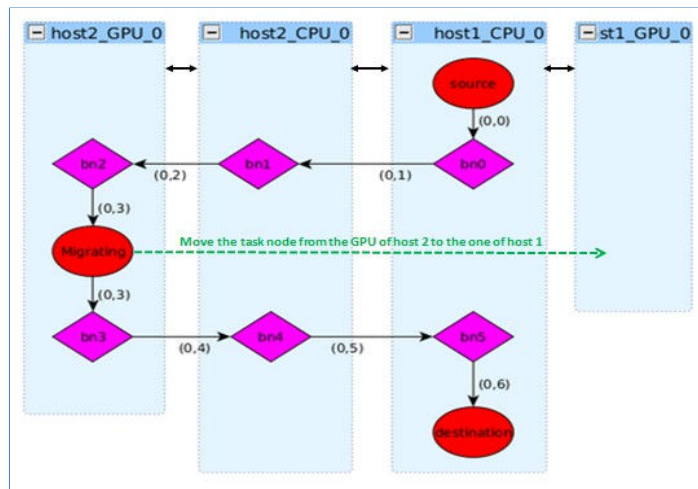 host2_GPU_0
host2_CPU_0
host1_CPU_0
st1_GPU_0
source
(0,0)
bn2
bn1
bn0
(0,2)
(0,1)
(0,3)
Migrating
Move the task node from the GPU of host 2 to the one of host 1
(0,3)
bn3
bn4
bn5
(0,4)
(0,5)
(0,6)
destination